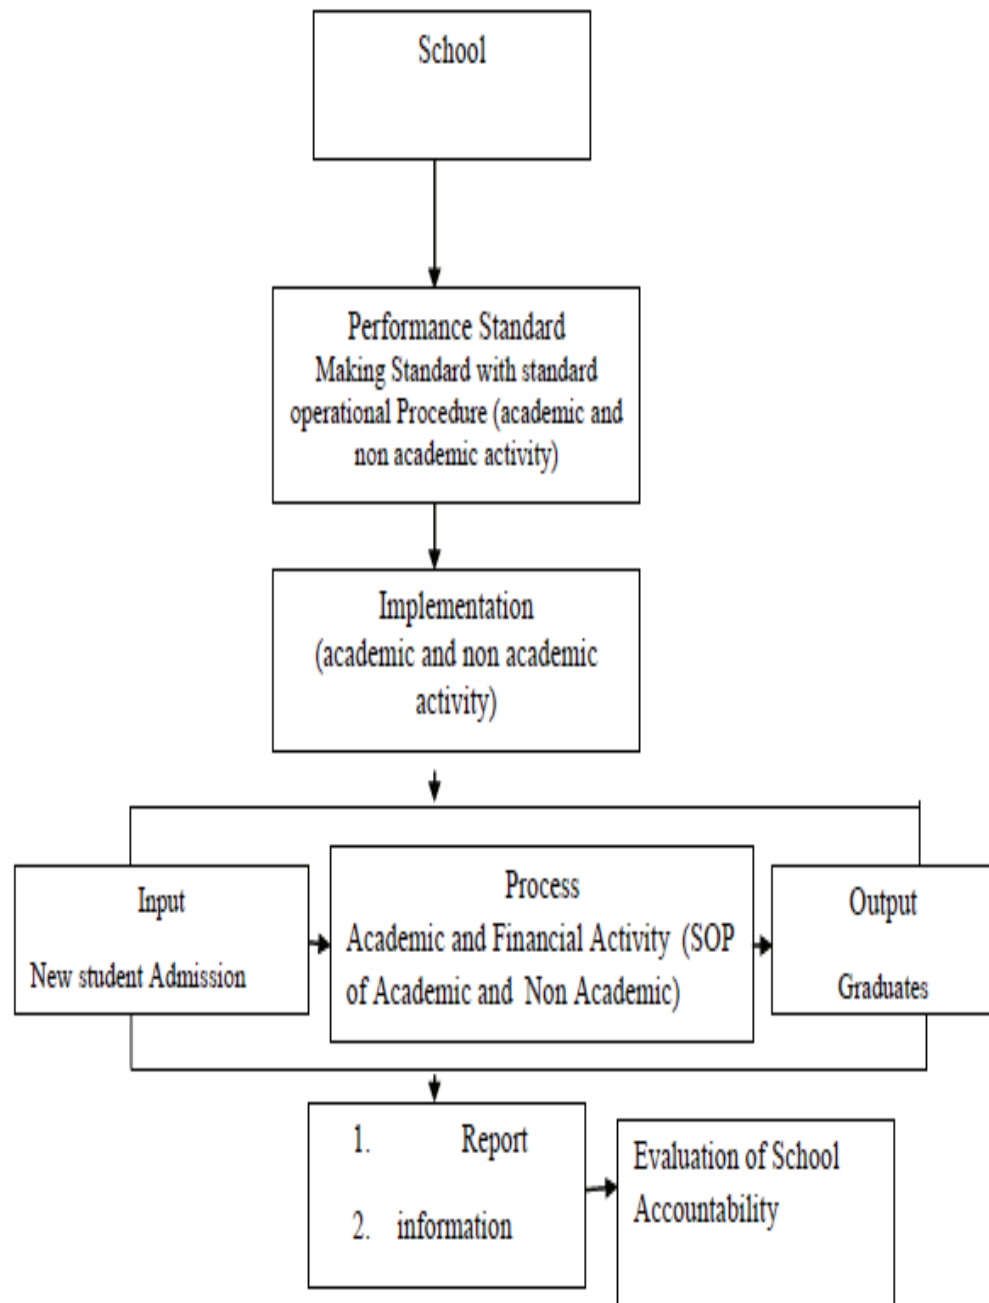 School
Performance Standard
Making Standard with standard
operational Procedure (academic and
non academic activity)
Implementation
(academic and non academic
activity)
Input
New student Admission
Process
Academic and Financial Activity (SOP
of Academic and Non Academic)
Output
Graduates
1. Report
2. information
Evaluation of School
Accountability